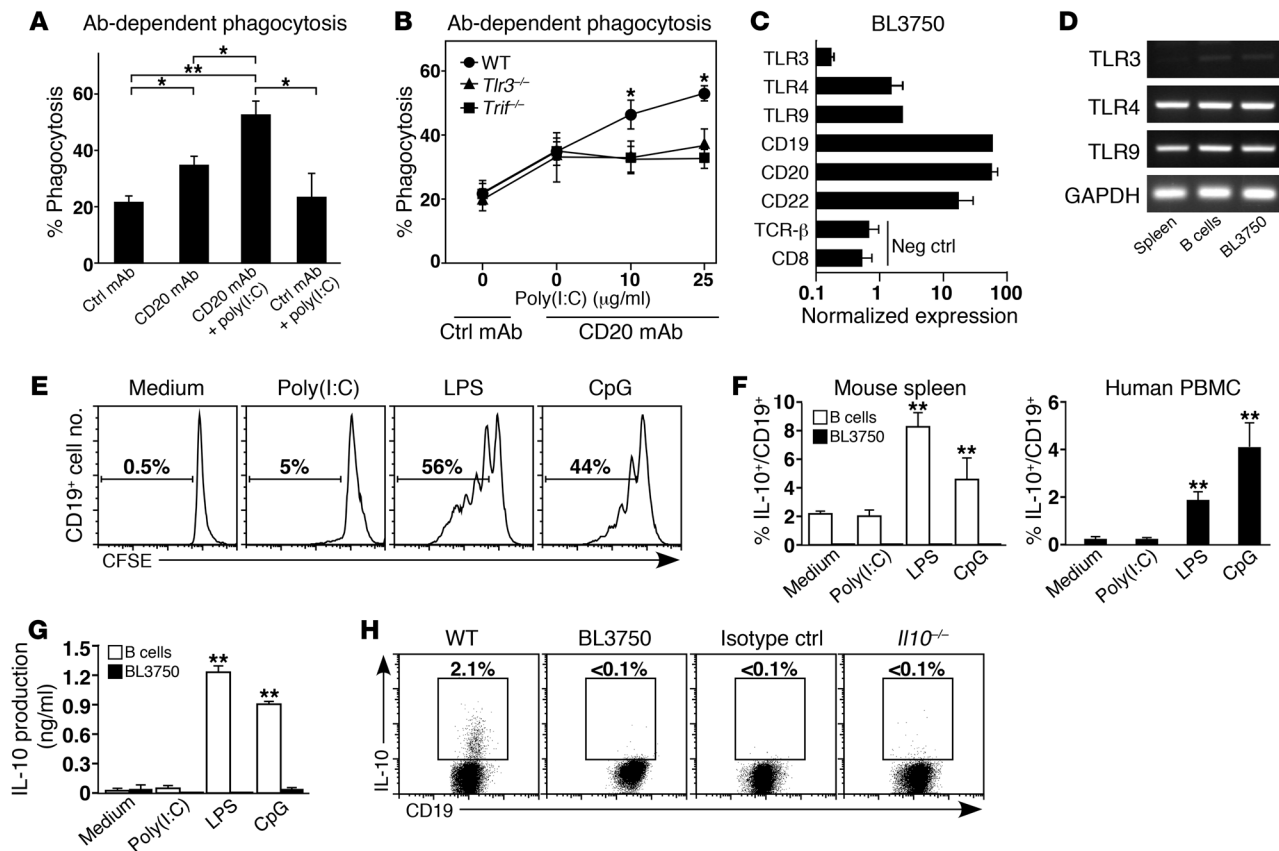 A Ab-dependent phagocytosis
% Phagocytosis
60
40
20
0
*
**
*
*
Ctrl mAb
CD20 mAb
CD20 mAb
+ poly(I:C)
Ctrl mAb
+ poly(I:C)
B Ab-dependent phagocytosis
% Phagocytosis
60
40
20
0
WT
Tlr3–/–
Trif–/–
*
*
0 0 10 25
Poly(I:C) (μg/ml)
Ctrl mAb CD20 mAb
C BL3750
TLR3
TLR4
TLR9
CD19
CD20
CD22
TCR-β
CD8
Neg ctrl
0.1 1 10 100
Normalized expression
D
TLR3
TLR4
TLR9
GAPDH
Spleen
B cells
BL3750
E Medium Poly(I:C) LPS CpG
CD19+ cell no.
0.5% 5% 56% 44%
CFSE
F Mouse spleen
% IL-10+/CD19+
10
8
6
4
2
0
B cells
BL3750
**
**
Medium
Poly(I:C)
LPS
CpG
Human PBMC
% IL-10+/CD19+
6
4
2
0
**
**
Medium
Poly(I:C)
LPS
CpG
G
IL-10 production
(ng/ml)
1.5
1.2
0.9
0.6
0.3
0
B cells
BL3750
**
**
Medium
Poly(I:C)
LPS
CpG
H WT BL3750 Isotype ctrl Il10–/–
2.1% <0.1% <0.1% <0.1%
IL-10
CD19